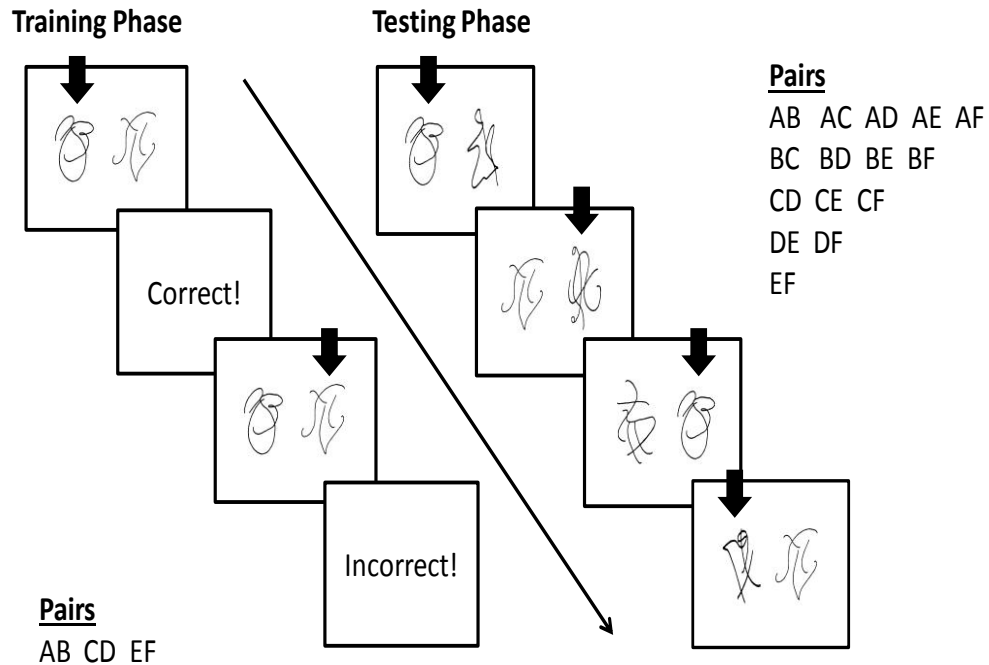 Training Phase
Correct!
Incorrect!
Pairs
AB CD EF
Testing Phase
Pairs
AB AC AD AE AF
BC BD BE BF
CD CE CF
DE DF
EF